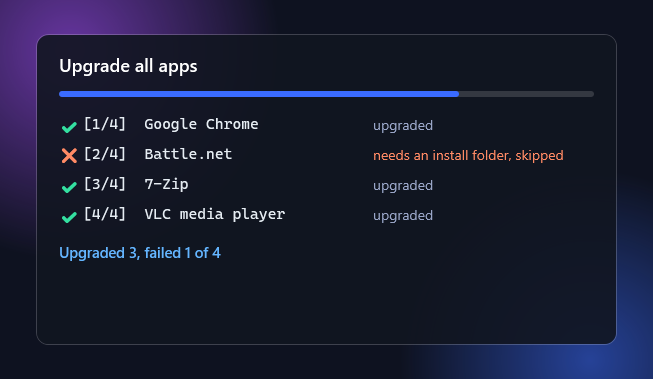 Upgrade all apps
[1/4] Google Chrome upgraded
[2/4] Battle.net needs an install folder, skipped
[3/4] 7-Zip upgraded
[4/4] VLC media player upgraded
Upgraded 3, failed 1 of 4